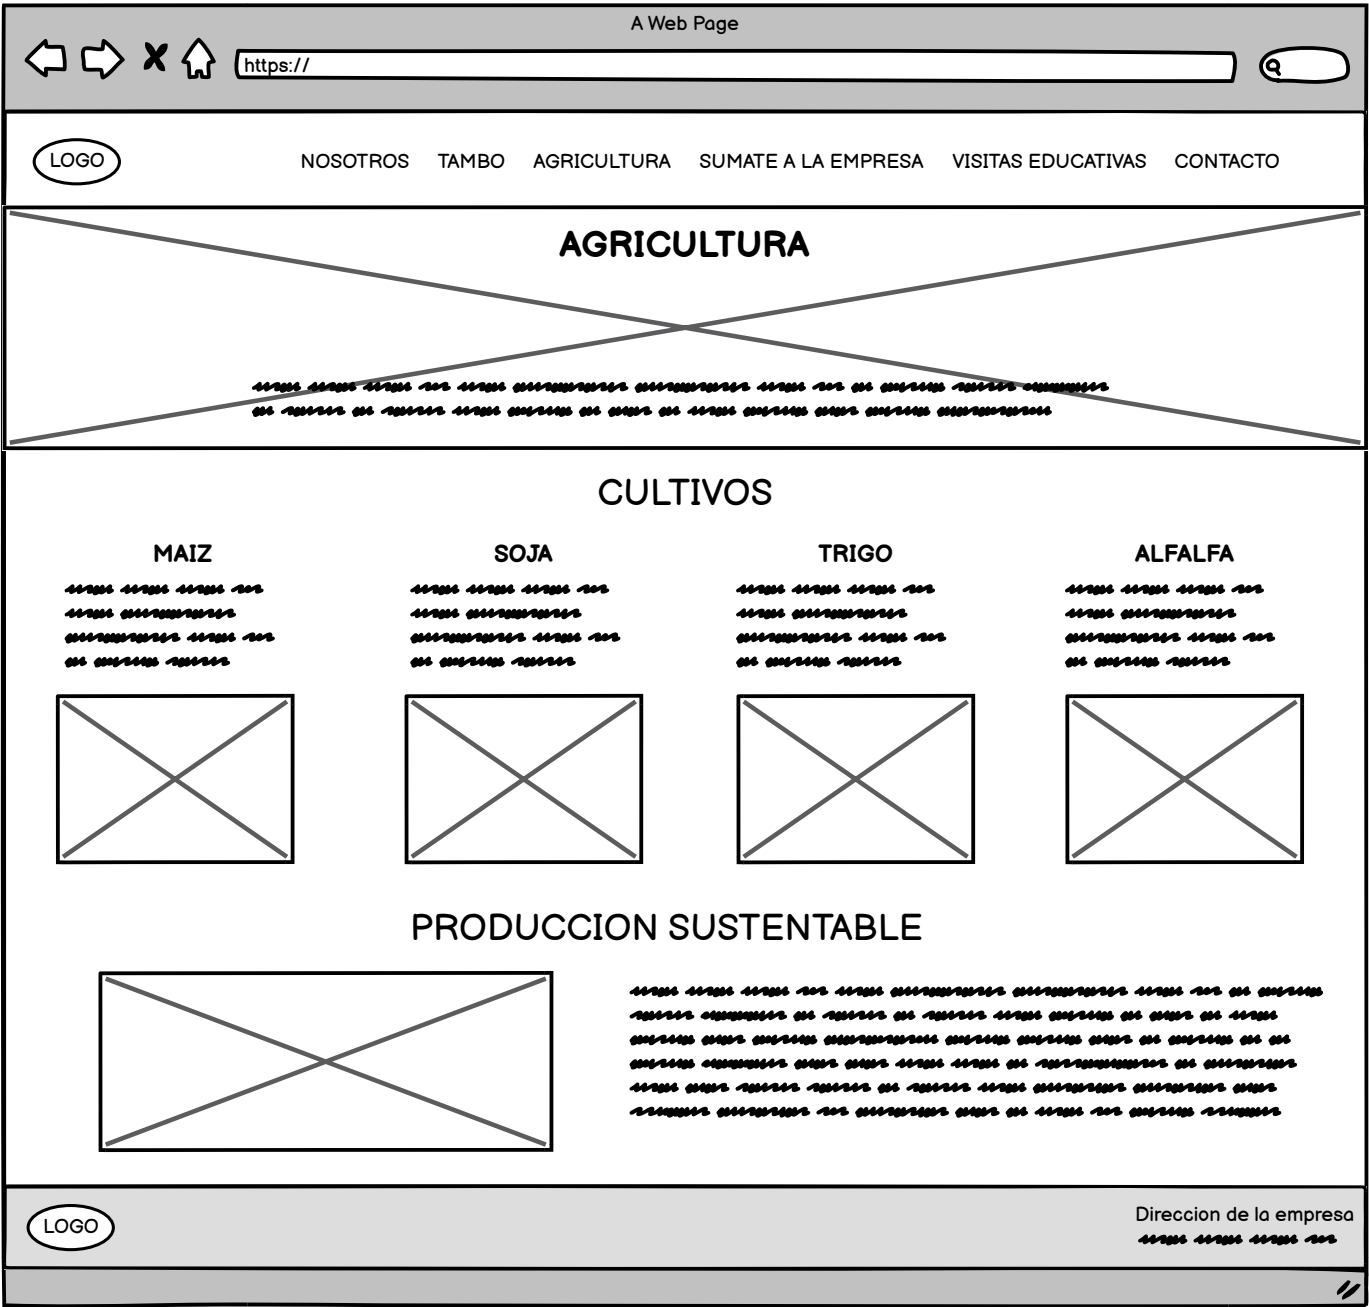 A Web Page
https://
LOGO
NOSOTROS TAMBO AGRICULTURA SUMATE A LA EMPRESA VISITAS EDUCATIVAS CONTACTO
AGRICULTURA
CULTIVOS
MAIZ SOJA TRIGO ALFALFA
PRODUCCION SUSTENTABLE
LOGO
Direccion de la empresa